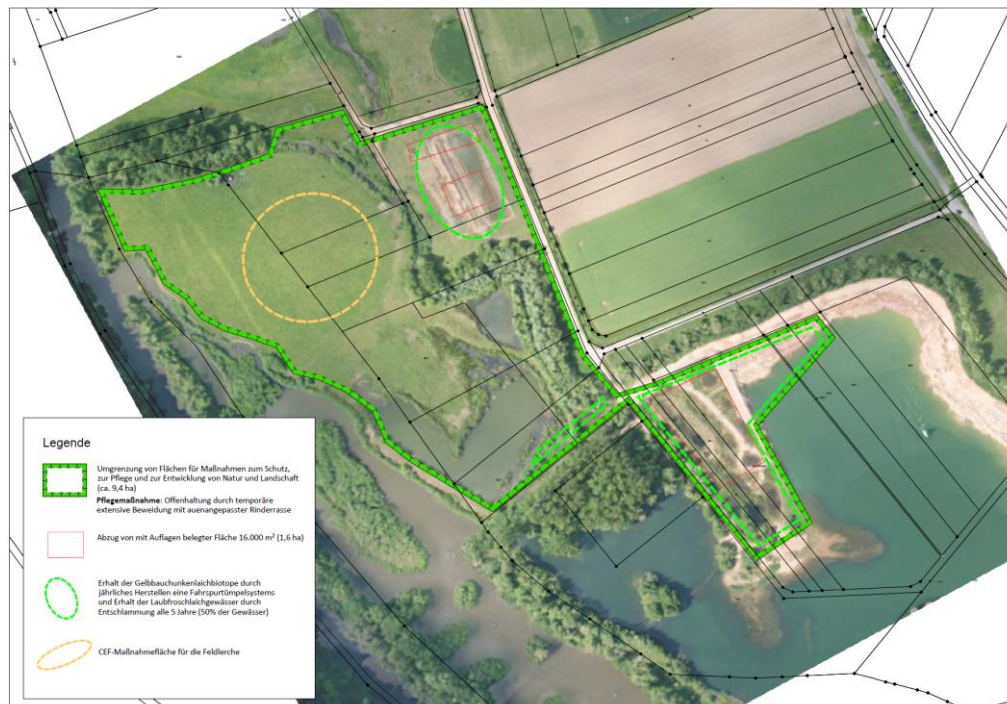 Legende
Umgrenzung von Flächen für Maßnahmen zum Schutz,
zur Pflege und zur Entwicklung von Natur und Landschaft
(ca. 9,4 ha)
Pflegemaßnahme: Offenhaltung durch temporäre
extensive Beweidung mit auenangepasster Rinderrasse
Abzug von mit Auflagen belegter Fläche 16.000 m² (1,6 ha)
Erhalt der Gelbbauchunkenlaichbiotope durch
jährliches Herstellen eine Fahrspurtümpelsystems
und Erhalt der Laubfroschlaichgewässer durch
Entschlammung alle 5 Jahre (50% der Gewässer)
CEF-Maßnahmefläche für die Feldlerche